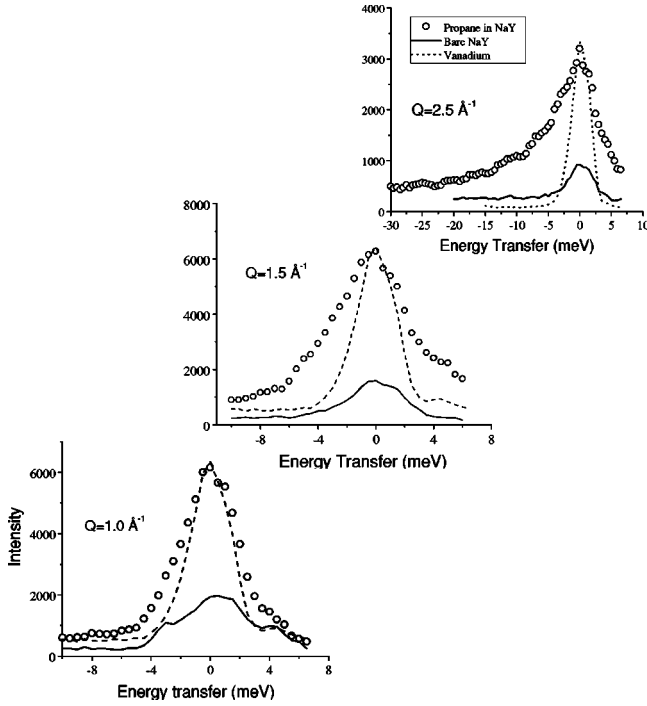 4000
Propane in NaY
Bare NaY
Vanadium
3000
Q=2.5 Å⁻¹
2000
1000
0
-30 -25 -20 -15 -10 -5 0 5 10
Energy Transfer (meV)
8000
Q=1.5 Å⁻¹
6000
4000
2000
0
-8 -4 0 4 8
Energy Transfer (meV)
6000
Q=1.0 Å⁻¹
4000
Intensity
2000
0
-8 -4 0 4 8
Energy transfer (meV)